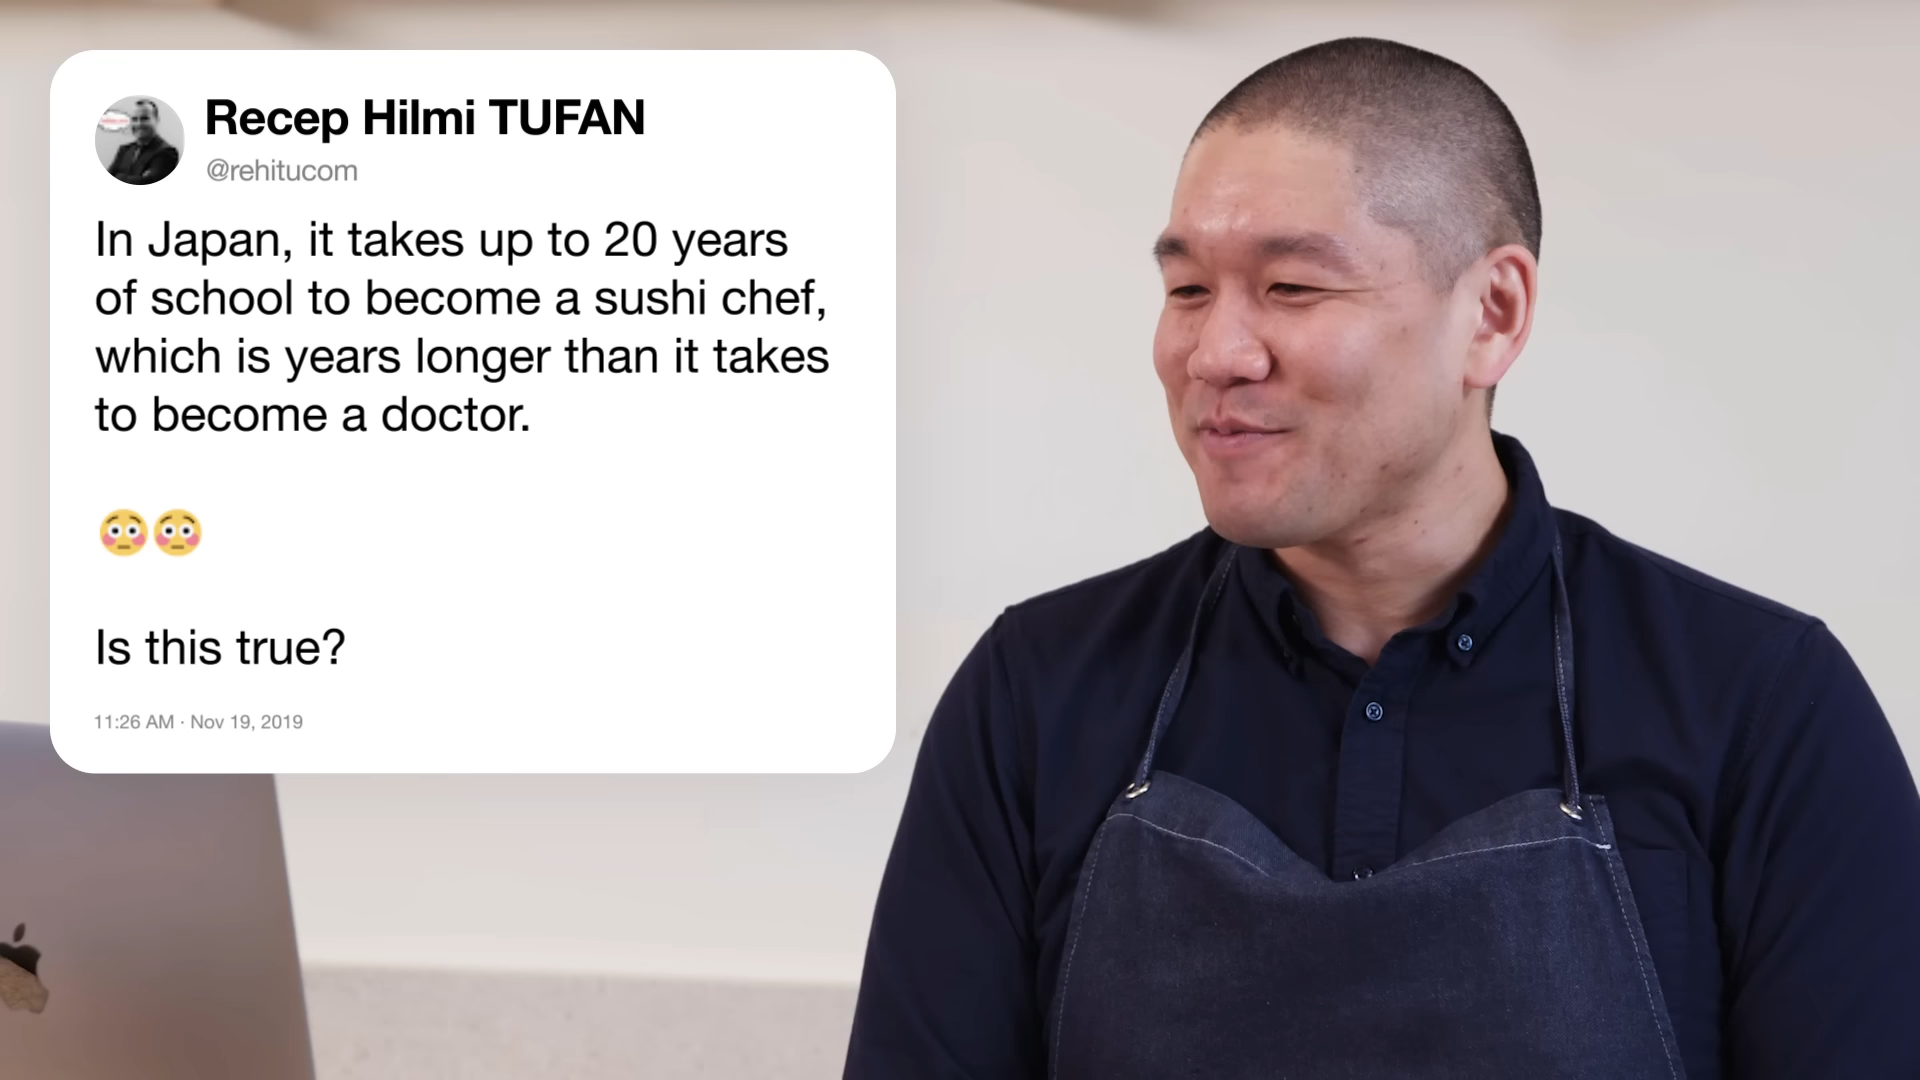 Recep Hilmi TUFAN
@rehitucom
In Japan, it takes up to 20 years
of school to become a sushi chef,
which is years longer than it takes
to become a doctor.
😳😳
Is this true?
11:26 AM · Nov 19, 2019